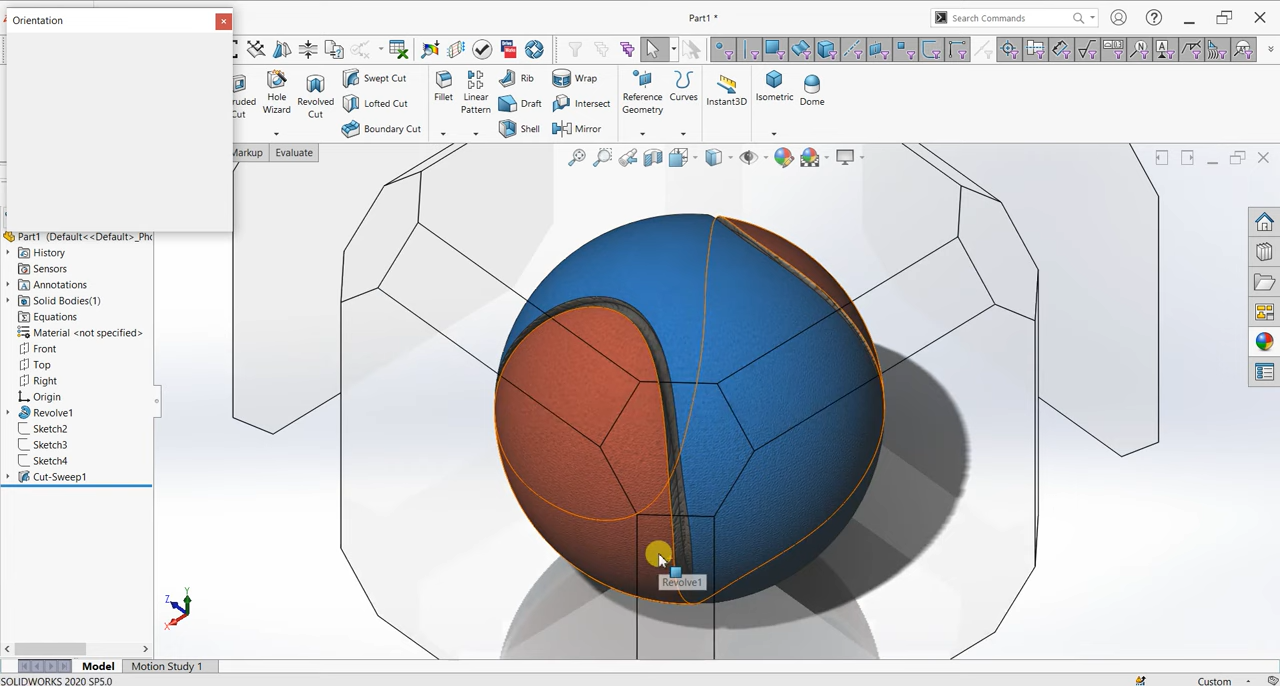 Orientation
Part1 *
Search Commands
Swept Cut
Rib
Wrap
uded
Cut
Hole
Wizard
Revolved
Cut
Lofted Cut
Boundary Cut
Fillet
Linear
Pattern
Draft
Intersect
Shell
Mirror
Reference
Geometry
Curves
Instant3D
Isometric
Dome
Markup
Evaluate
Part1 (Default<<Default>_Pho
History
Sensors
Annotations
Solid Bodies(1)
Equations
Material <not specified>
Front
Top
Right
Origin
Revolve1
Sketch2
Sketch3
Sketch4
Cut-Sweep1
Revolve1
Y
Z
X
Model
Motion Study 1
SOLIDWORKS 2020 SP5.0
Custom